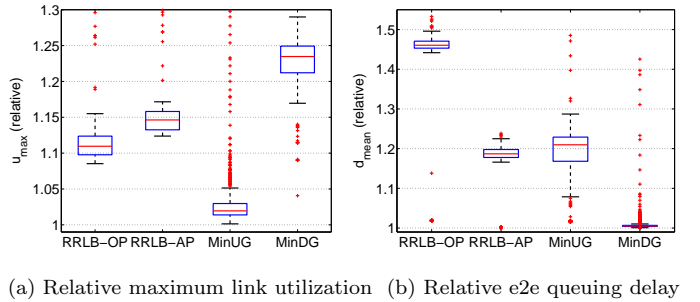 1.3
1.25
1.2
1.15
1.1
1.05
1
u_max (relative)
RRLB−OP RRLB−AP MinUG MinDG
1.5
1.4
1.3
1.2
1.1
1
d_mean (relative)
RRLB−OP RRLB−AP MinUG MinDG
(a) Relative maximum link utilization
(b) Relative e2e queuing delay